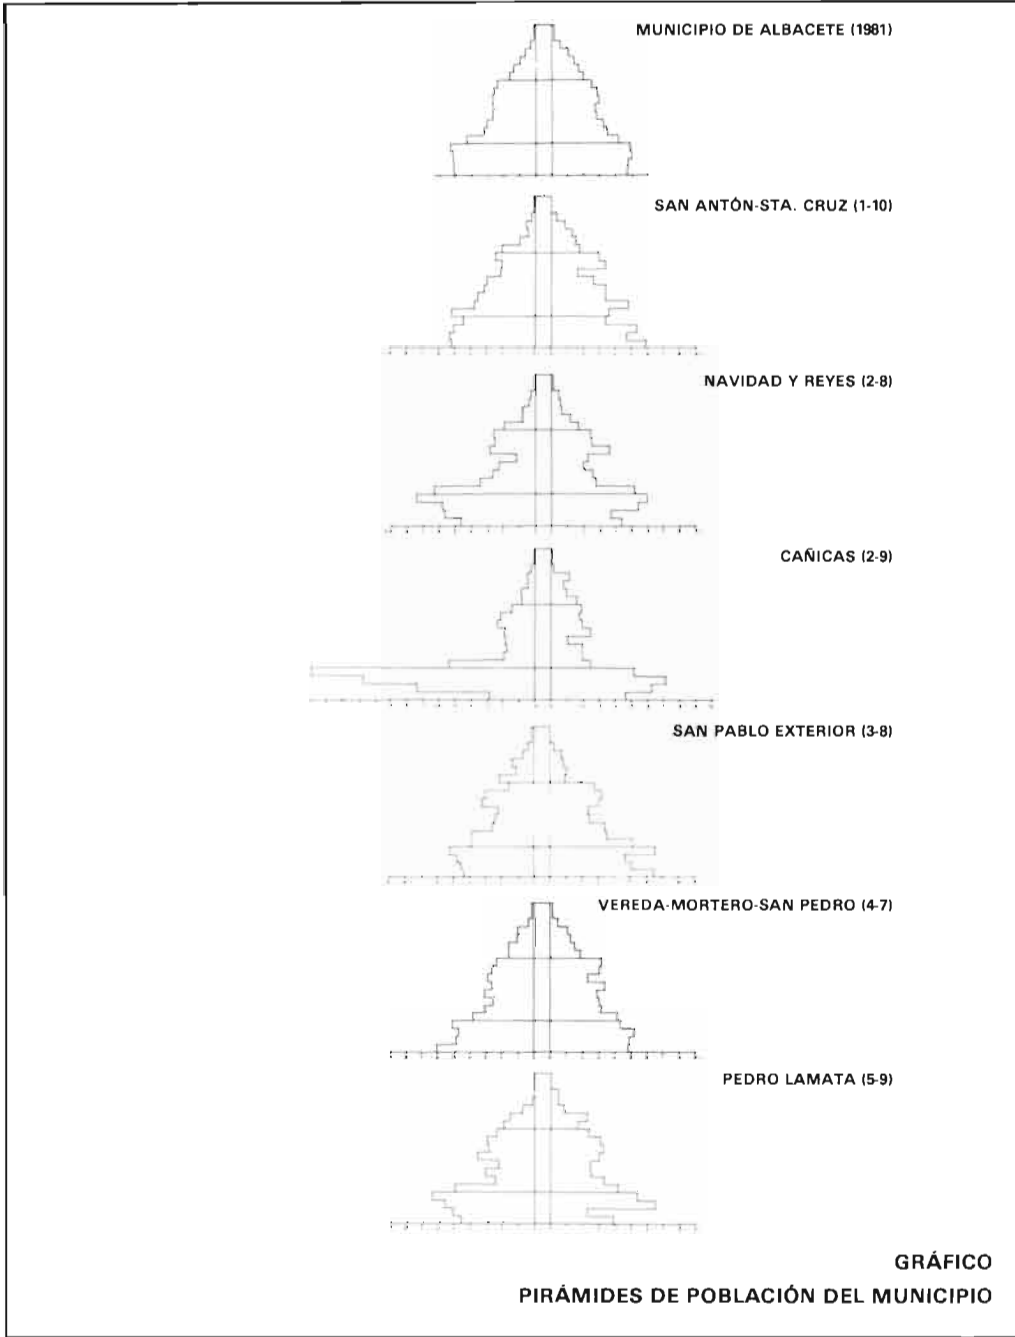 MUNICIPIO DE ALBACETE (1981)
SAN ANTÓN-STA. CRUZ (1-10)
NAVIDAD Y REYES (2-8)
CAÑICAS (2-9)
SAN PABLO EXTERIOR (3-8)
VEREDA-MORTERO-SAN PEDRO (4-7)
PEDRO LAMATA (5-9)
GRÁFICO
PIRÁMIDES DE POBLACIÓN DEL MUNICIPIO